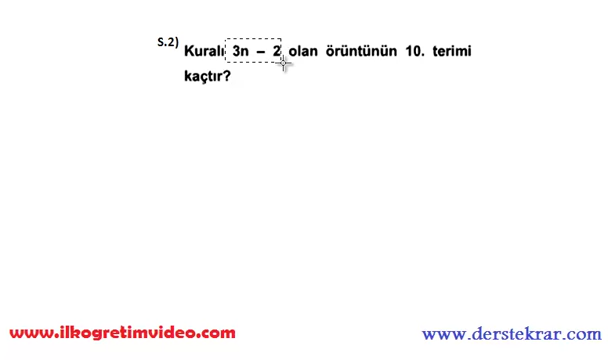 S.2) Kuralı 3n – 2 olan örüntünün 10. terimi
kaçtır?
www.ilkogretimvideo.com
www.derstekrar.com